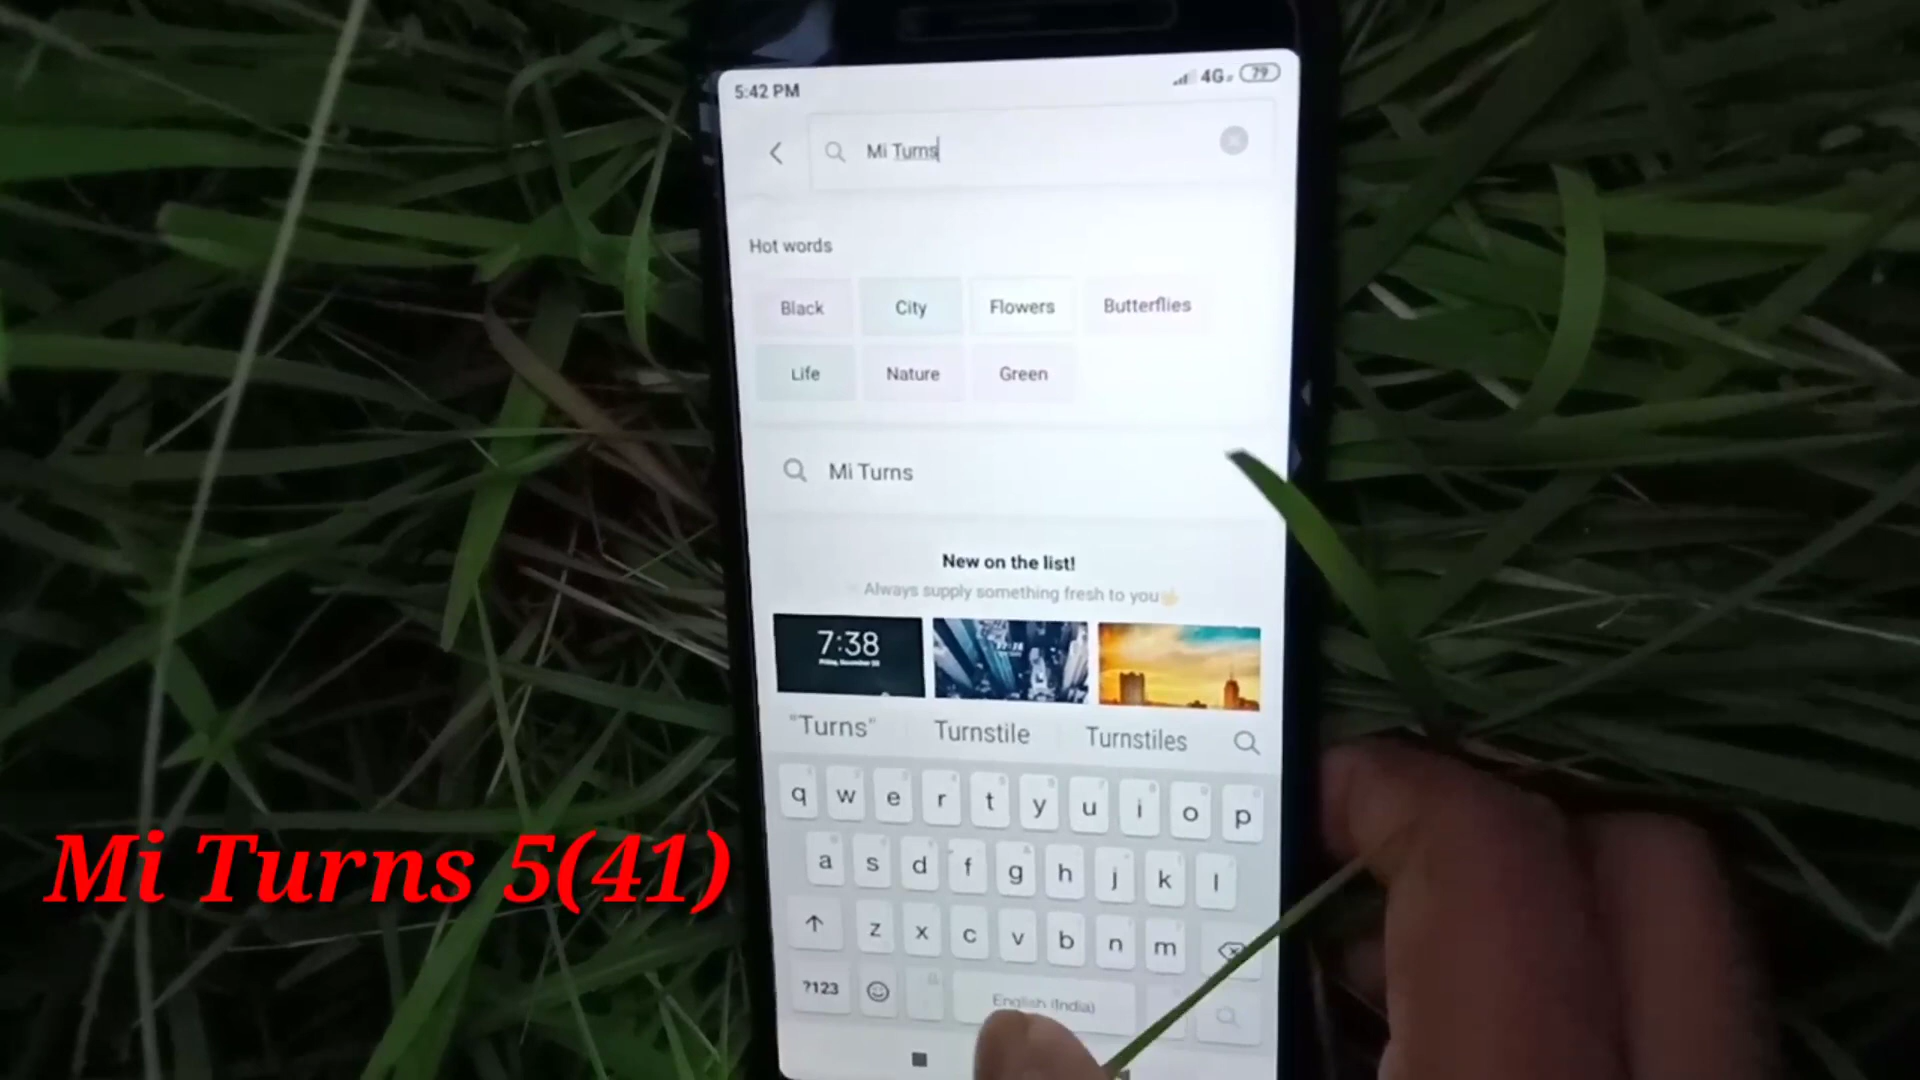 5:42 PM
4G 79
Mi Turns
Hot words
Black City Flowers Butterflies
Life Nature Green
Mi Turns
New on the list!
Always supply something fresh to you
7:38
"Turns" Turnstile Turnstiles
q w e r t y u i o p
a s d f g h j k l
z x c v b n m
?123 English (India)
Mi Turns 5(41)